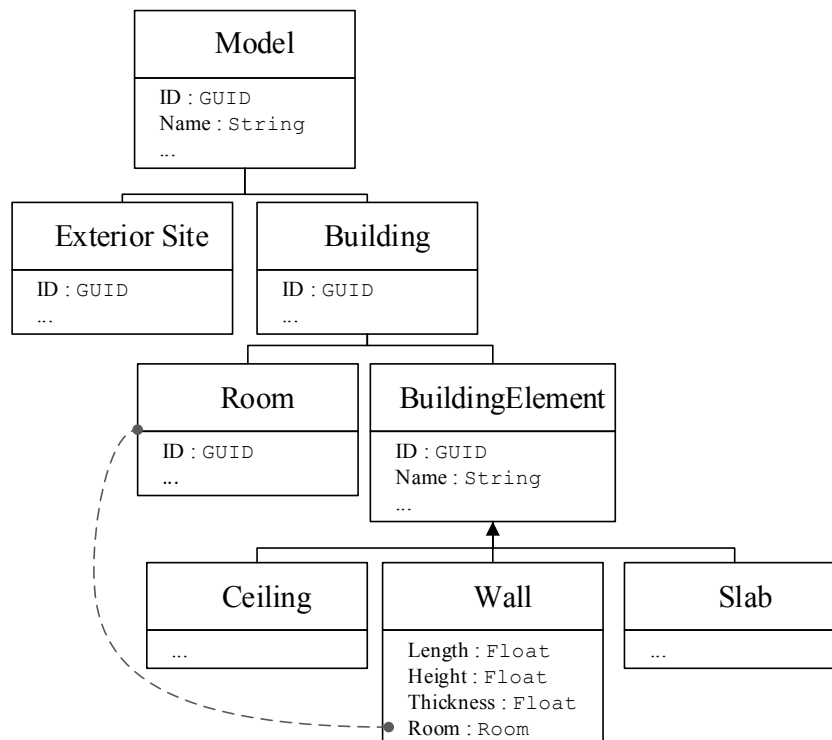 Model
ID : GUID
Name : String
...
Exterior Site
ID : GUID
...
Building
ID : GUID
...
Room
ID : GUID
...
BuildingElement
ID : GUID
Name : String
...
Ceiling
...
Wall
Length : Float
Height : Float
Thickness : Float
Room : Room
Slab
...